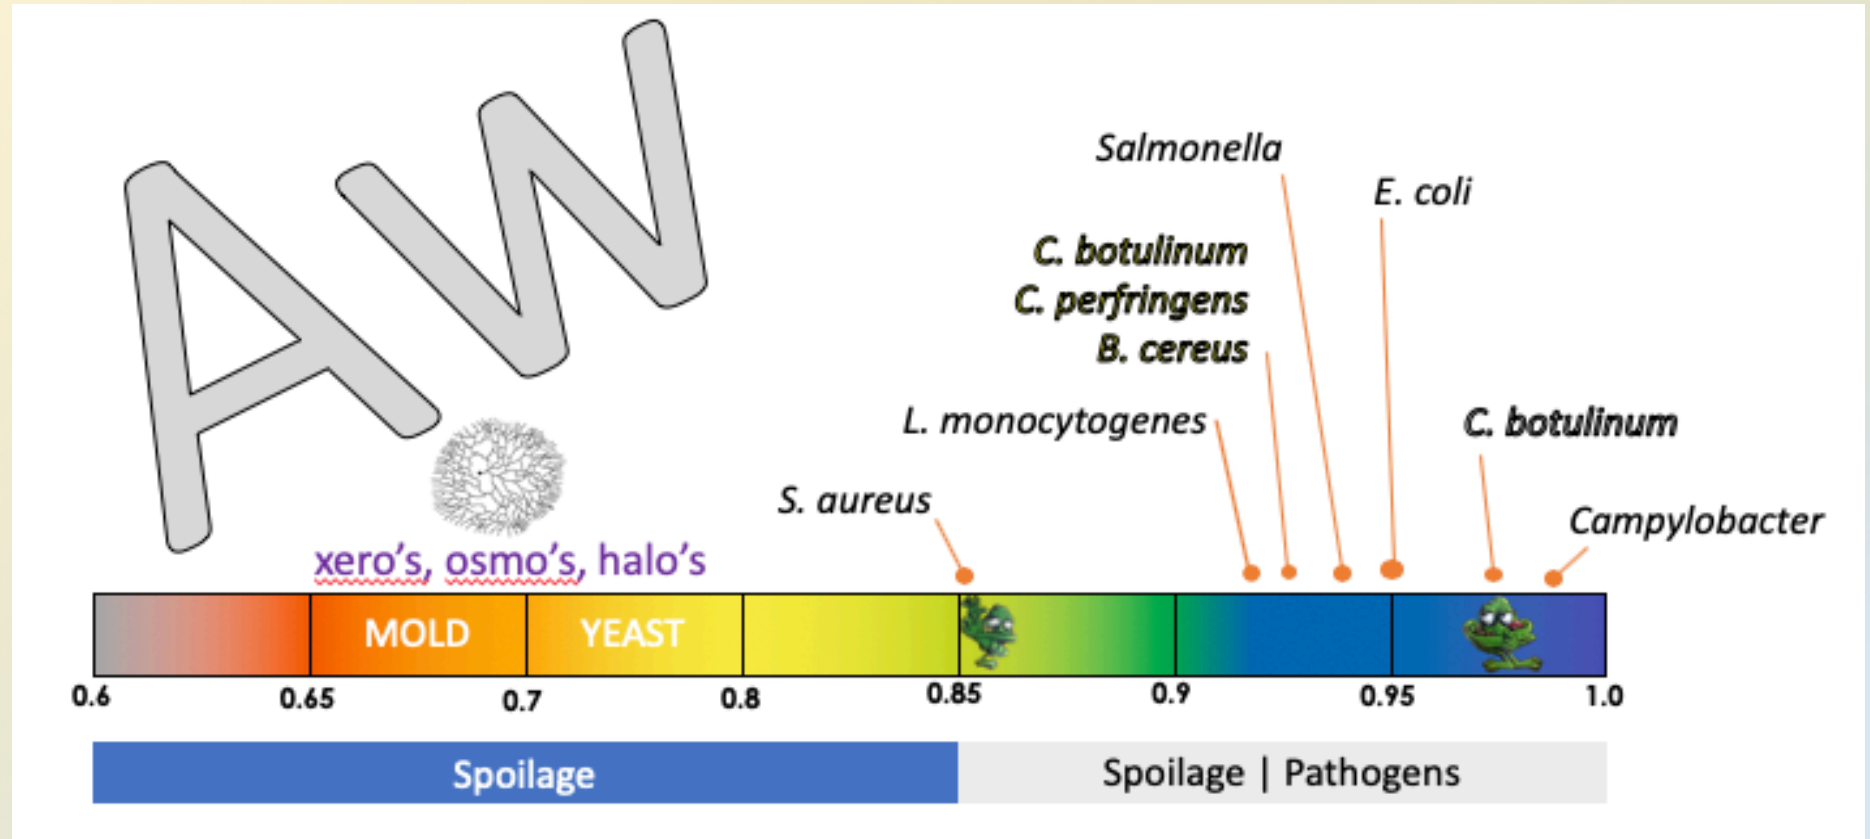 Aw
Salmonella
E. coli
C. botulinum
C. perfringens
B. cereus
L. monocytogenes
C. botulinum
S. aureus
Campylobacter
xero's, osmo's, halo's
MOLD YEAST
0.6 0.65 0.7 0.8 0.85 0.9 0.95 1.0
Spoilage
Spoilage | Pathogens